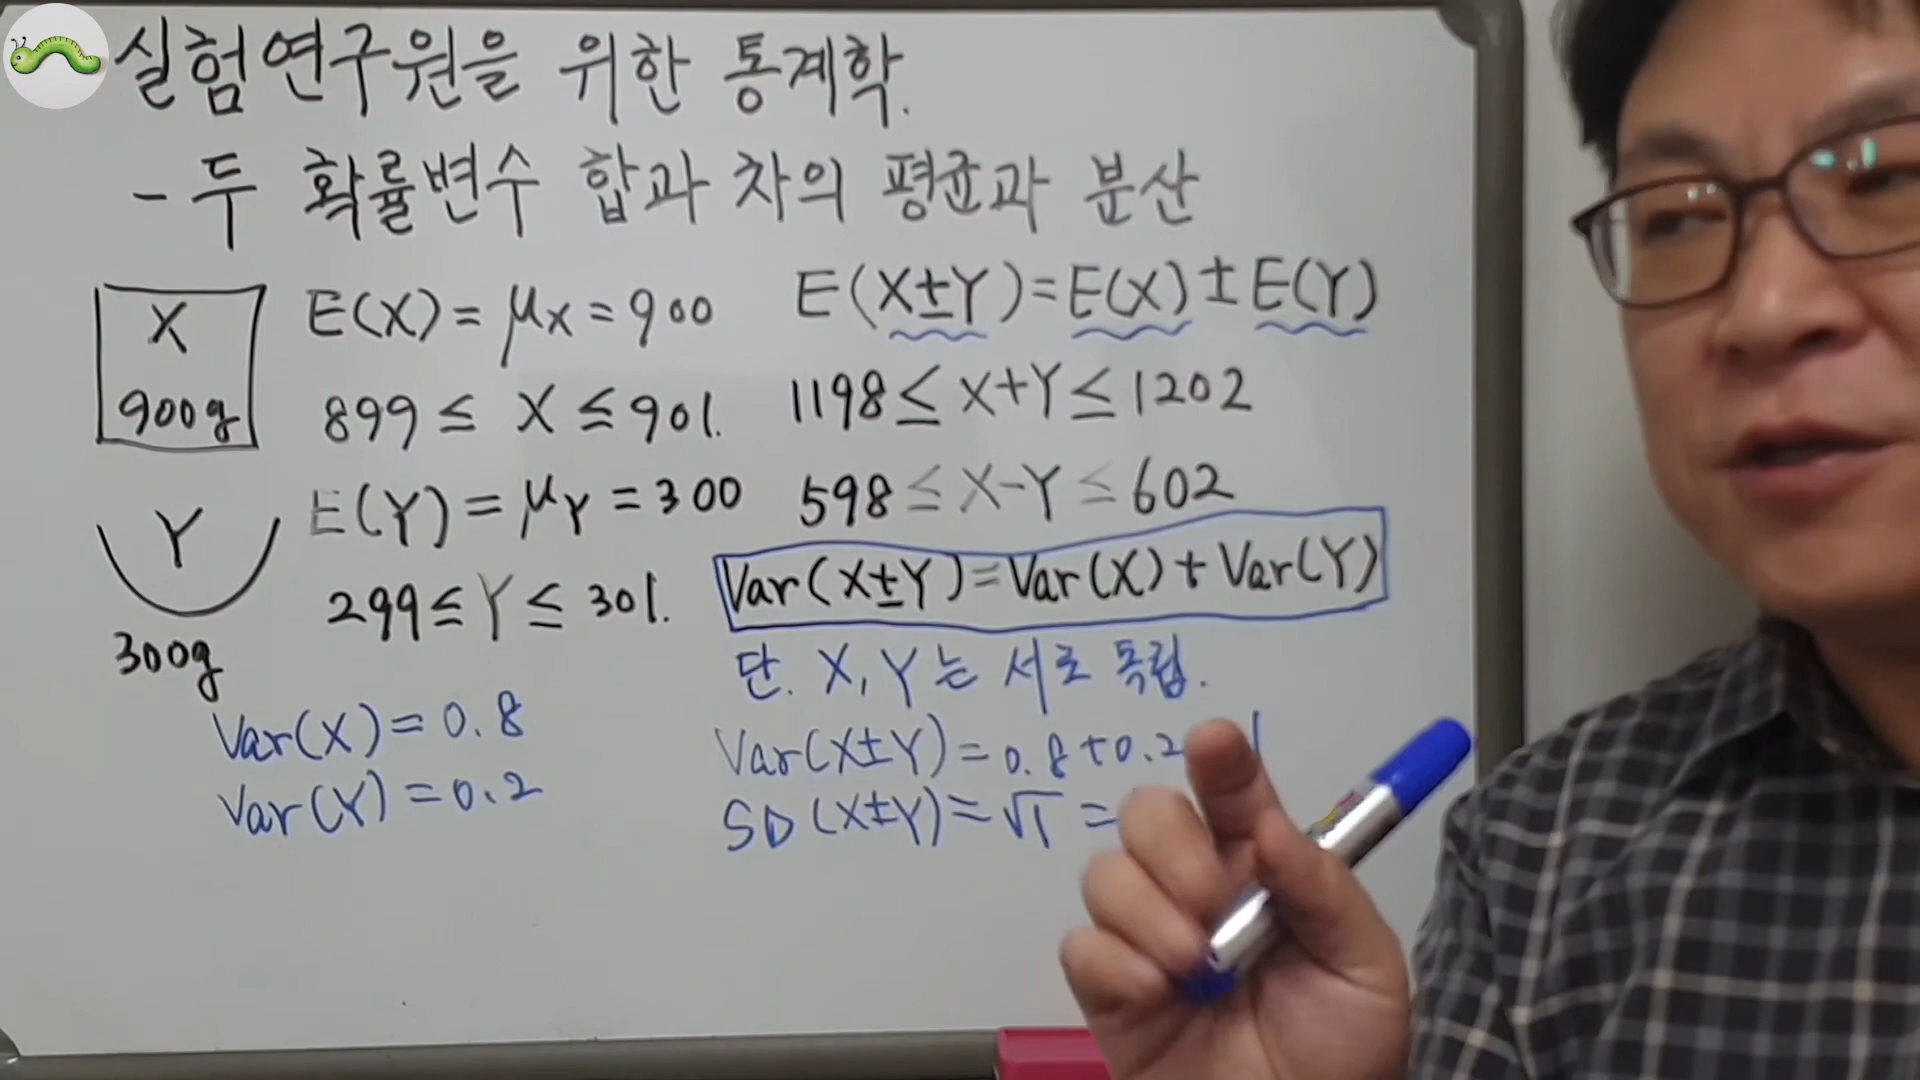 실험연구원을 위한 통계학.
- 두 확률변수 합과 차의 평균과 분산
X
900g
E(X) = μX = 900
899 ≤ X ≤ 901.
Y
300g
E(Y) = μY = 300
299 ≤ Y ≤ 301.
Var(X) = 0.8
Var(Y) = 0.2
E(X±Y) = E(X) ± E(Y)
1198 ≤ X+Y ≤ 1202
598 ≤ X-Y ≤ 602
Var(X±Y) = Var(X) + Var(Y)
단. X, Y는 서로 독립.
Var(X±Y) = 0.8+0.2
SD(X±Y) = √1 =